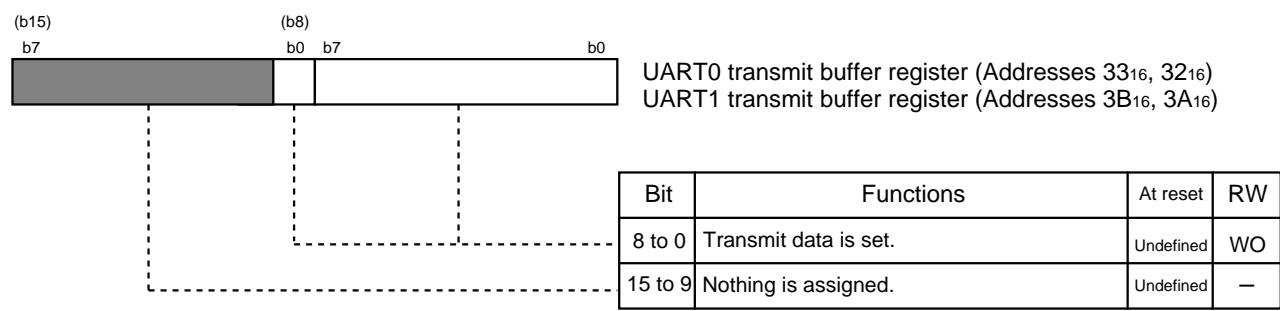 (b15) (b8)
b7 b0 b7 b0
UART0 transmit buffer register (Addresses 33₁₆, 32₁₆)
UART1 transmit buffer register (Addresses 3B₁₆, 3A₁₆)
Bit Functions At reset RW
8 to 0 Transmit data is set. Undefined WO
15 to 9 Nothing is assigned. Undefined –